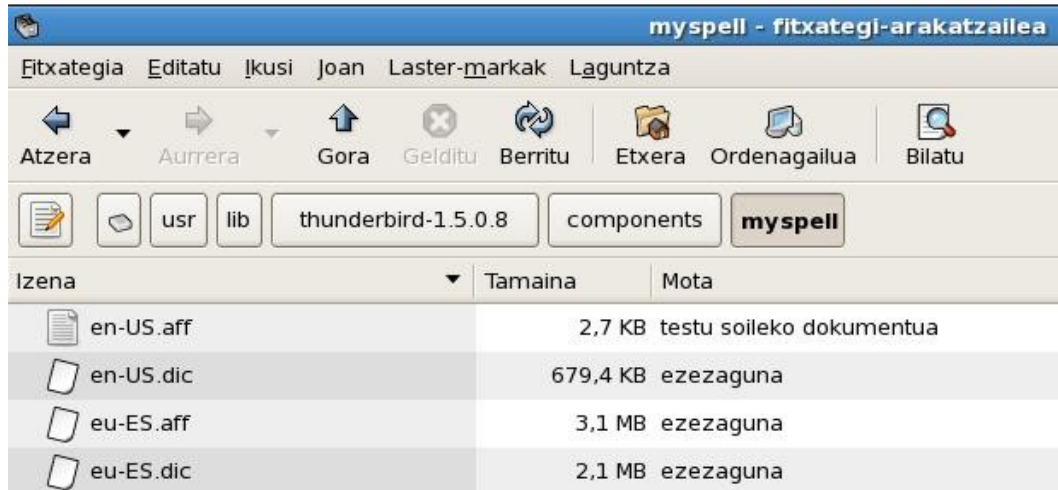 myspell - fitxategi-arakatzailea
Fitxategia Editatu Ikusi Joan Laster-markak Laguntza
Atzera Aurrera Gora Gelditu Berritu Etxera Ordenagailua Bilatu
usr lib thunderbird-1.5.0.8 components myspell
Izena Tamaina Mota
en-US.aff 2,7 KB testu soileko dokumentua
en-US.dic 679,4 KB ezezaguna
eu-ES.aff 3,1 MB ezezaguna
eu-ES.dic 2,1 MB ezezaguna